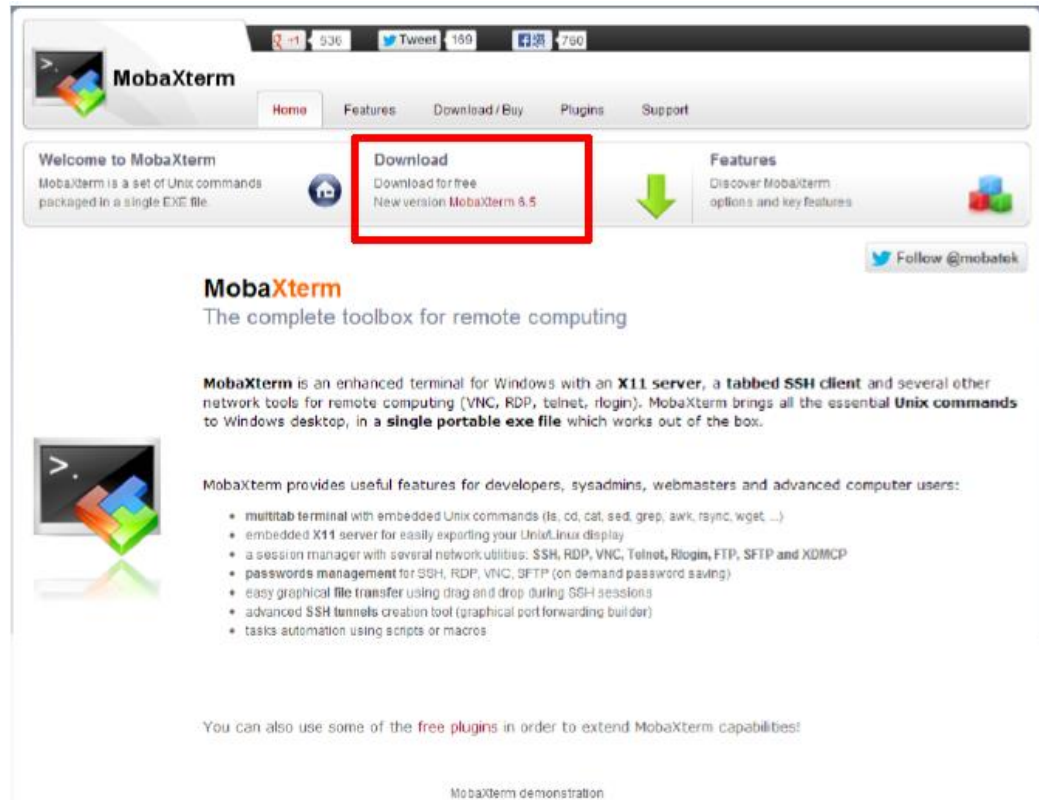 +1 536 Tweet 169 760
>.
MobaXterm
Home Features Download / Buy Plugins Support
Welcome to MobaXterm
MobaXterm is a set of Unix commands
packaged in a single EXE file.
Download
Download for free
New version MobaXterm 6.5
Features
Discover MobaXterm
options and key features
Follow @mobatek
MobaXterm
The complete toolbox for remote computing
MobaXterm is an enhanced terminal for Windows with an X11 server, a tabbed SSH client and several other
network tools for remote computing (VNC, RDP, telnet, rlogin). MobaXterm brings all the essential Unix commands
to Windows desktop, in a single portable exe file which works out of the box.
>.
MobaXterm provides useful features for developers, sysadmins, webmasters and advanced computer users:
• multitab terminal with embedded Unix commands (ls, cd, cat, sed, grep, awk, rsync, wget, ...)
• embedded X11 server for easily exporting your Unix/Linux display
• a session manager with several network utilities: SSH, RDP, VNC, Telnet, Rlogin, FTP, SFTP and XDMCP
• passwords management for SSH, RDP, VNC, SFTP (on demand password saving)
• easy graphical file transfer using drag and drop during SSH sessions
• advanced SSH tunnels creation tool (graphical port forwarding builder)
• tasks automation using scripts or macros
You can also use some of the free plugins in order to extend MobaXterm capabilities!
MobaXterm demonstration